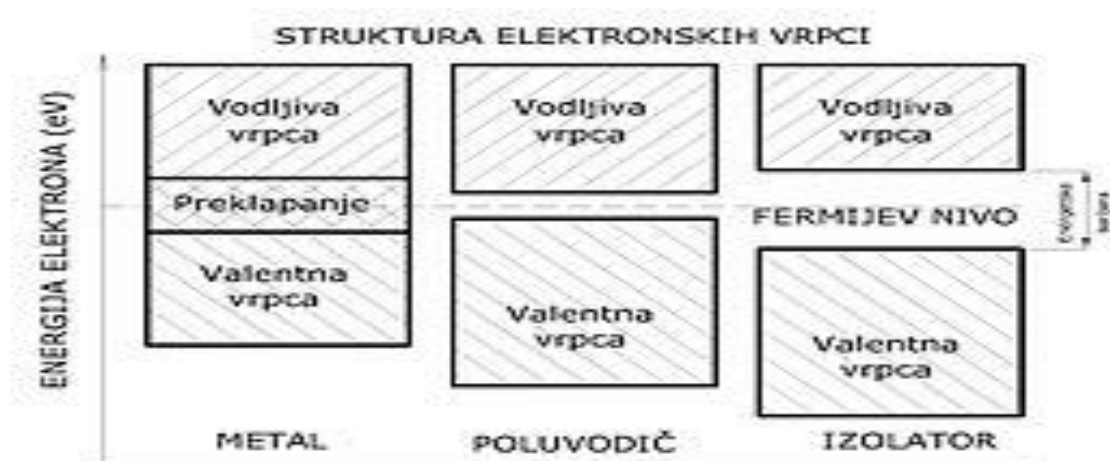 STRUKTURA ELEKTRONSKIH VRPCI
ENERGIJA ELEKTRONA (eV)
Vodljiva
vrpca
Preklapanje
Valentna
vrpca
METAL
Vodljiva
vrpca
Valentna
vrpca
POLUVODIČ
Vodljiva
vrpca
FERMIJEV NIVO
Valentna
vrpca
IZOLATOR